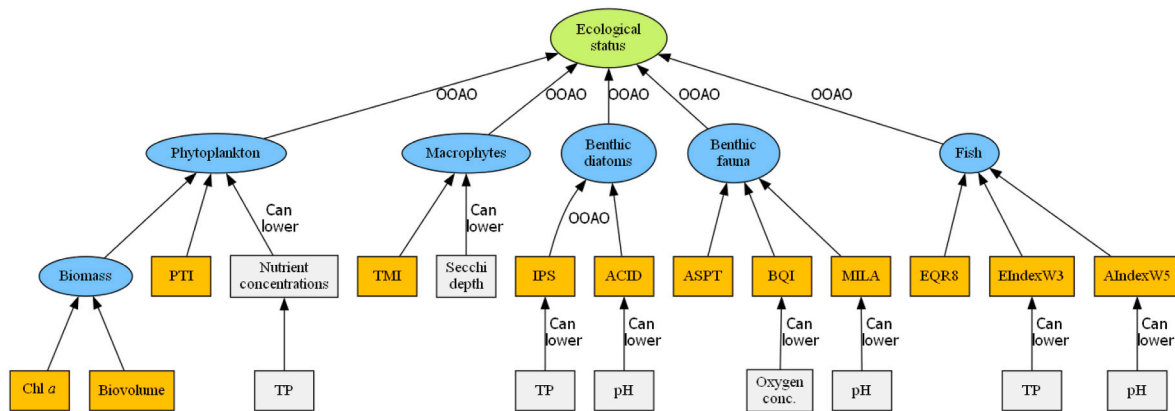 Ecological
status
OOAO
OOAO
OOAO
OOAO
OOAO
Phytoplankton
Macrophytes
Benthic
diatoms
Benthic
fauna
Fish
Can
lower
Can
lower
OOAO
Biomass
PTI
Nutrient
concentrations
TMI
Secchi
depth
IPS
ACID
ASPT
BQI
MILA
EQR8
EIndexW3
AIndexW5
Can
lower
Can
lower
Can
lower
Can
lower
Can
lower
Can
lower
Chl a
Biovolume
TP
TP
pH
Oxygen
conc.
pH
TP
pH